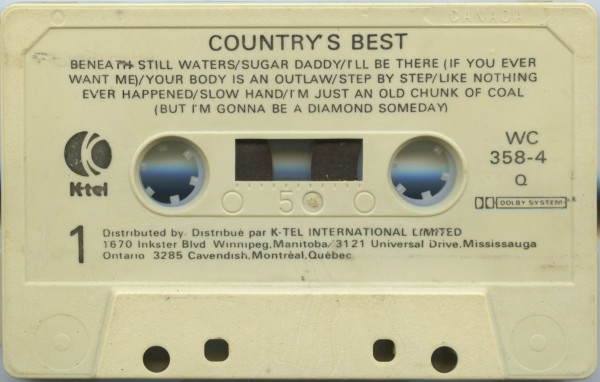 CANADA
COUNTRY'S BEST
BENEATH STILL WATERS/SUGAR DADDY/I'LL BE THERE (IF YOU EVER
WANT ME)/YOUR BODY IS AN OUTLAW/STEP BY STEP/LIKE NOTHING
EVER HAPPENED/SLOW HAND/I'M JUST AN OLD CHUNK OF COAL
(BUT I'M GONNA BE A DIAMOND SOMEDAY)
K-tel
WC
358-4
Q
DOLBY SYSTEM
50
1
Distributed by Distribué par K-TEL INTERNATIONAL LIMITED
1670 Inkster Blvd Winnipeg, Manitoba/3121 Universal Drive, Mississauga
Ontario 3285 Cavendish, Montréal, Québec